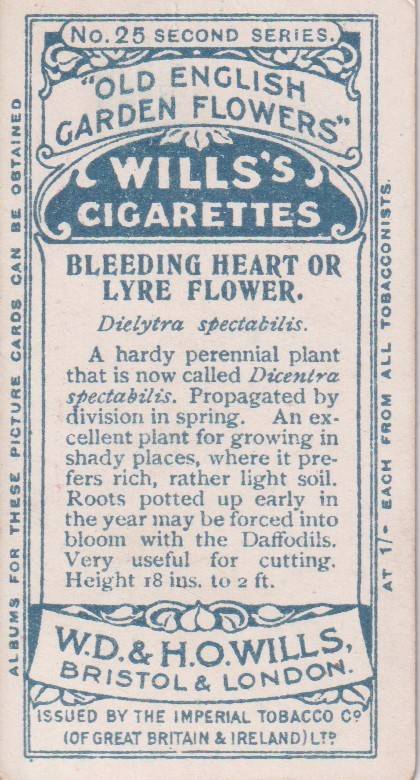 No. 25 SECOND SERIES.
"OLD ENGLISH
GARDEN FLOWERS"
WILLS'S
CIGARETTES
BLEEDING HEART OR
LYRE FLOWER.
Dielytra spectabilis.
A hardy perennial plant
that is now called Dicentra
spectabilis. Propagated by
division in spring. An ex-
cellent plant for growing in
shady places, where it pre-
fers rich, rather light soil.
Roots potted up early in
the year may be forced into
bloom with the Daffodils.
Very useful for cutting.
Height 18 ins. to 2 ft.
W.D. & H.O. WILLS,
BRISTOL & LONDON.
ISSUED BY THE IMPERIAL TOBACCO Co
(OF GREAT BRITAIN & IRELAND) LTD.
ALBUMS FOR THESE PICTURE CARDS CAN BE OBTAINED
AT 1/- EACH FROM ALL TOBACCONISTS.